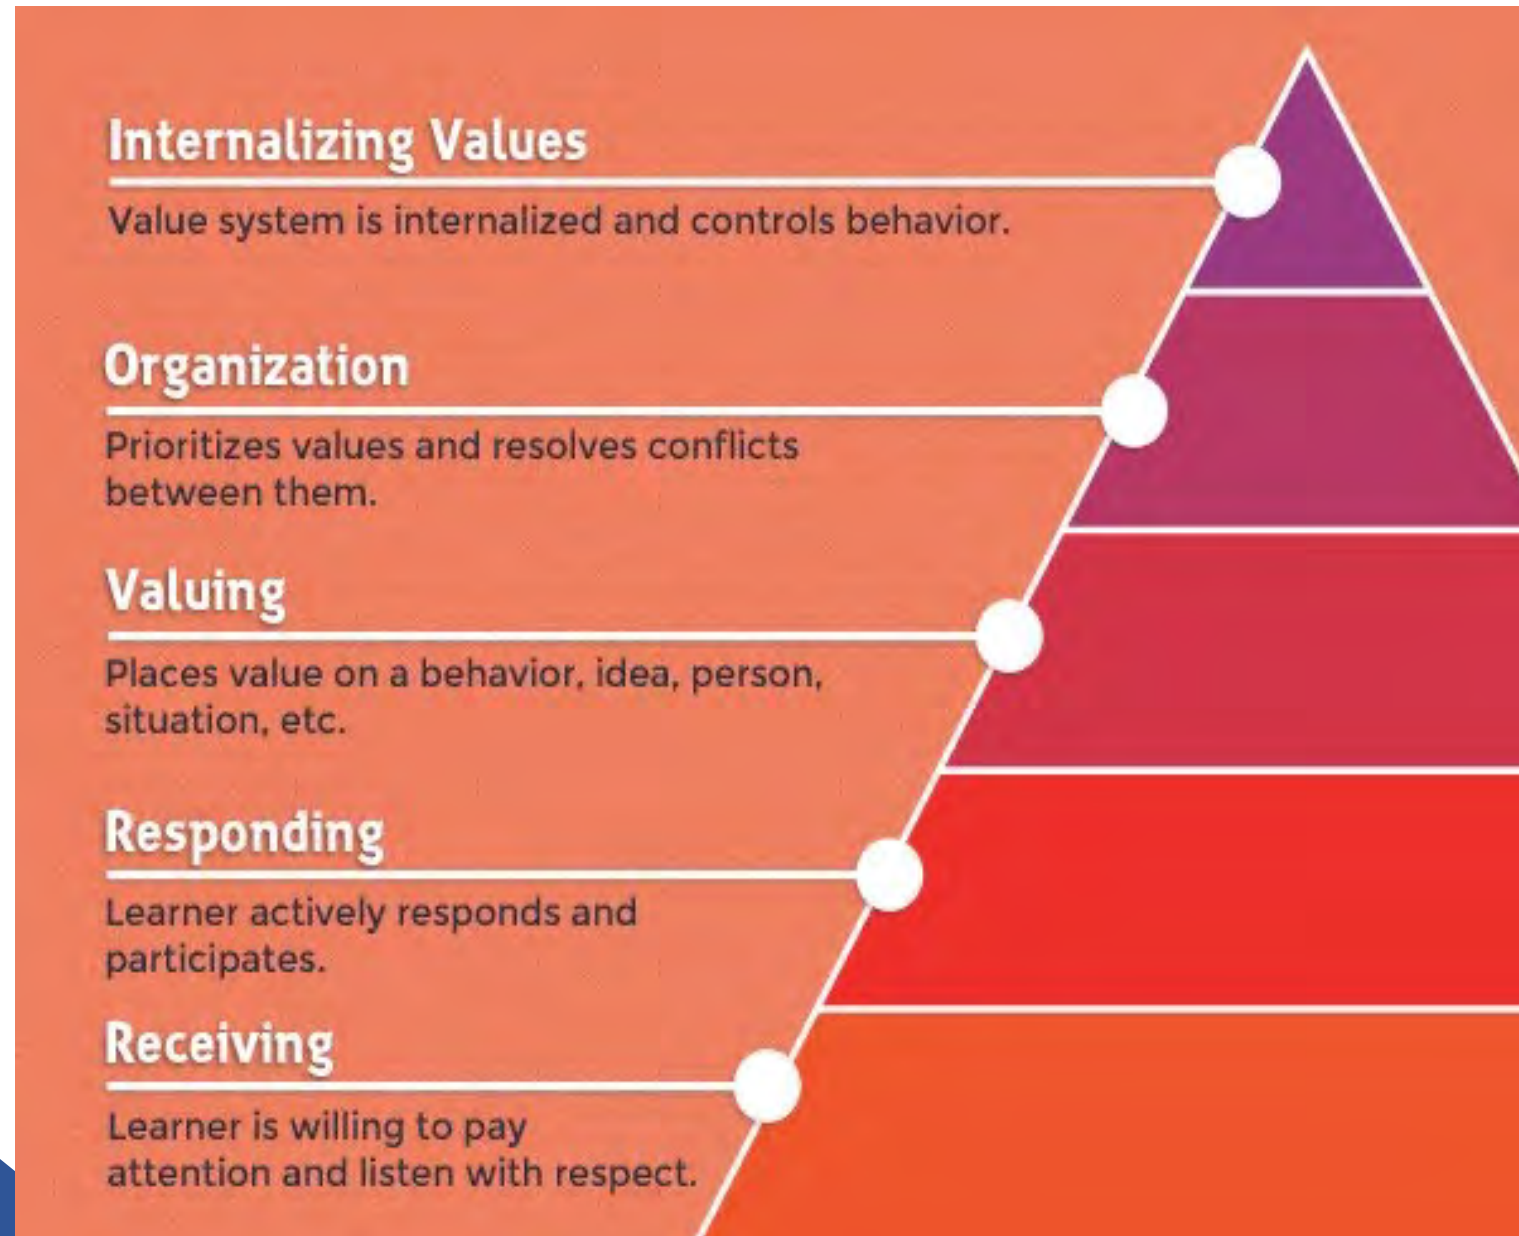 Internalizing Values
Value system is internalized and controls behavior.
Organization
Prioritizes values and resolves conflicts
between them.
Valuing
Places value on a behavior, idea, person,
situation, etc.
Responding
Learner actively responds and
participates.
Receiving
Learner is willing to pay
attention and listen with respect.